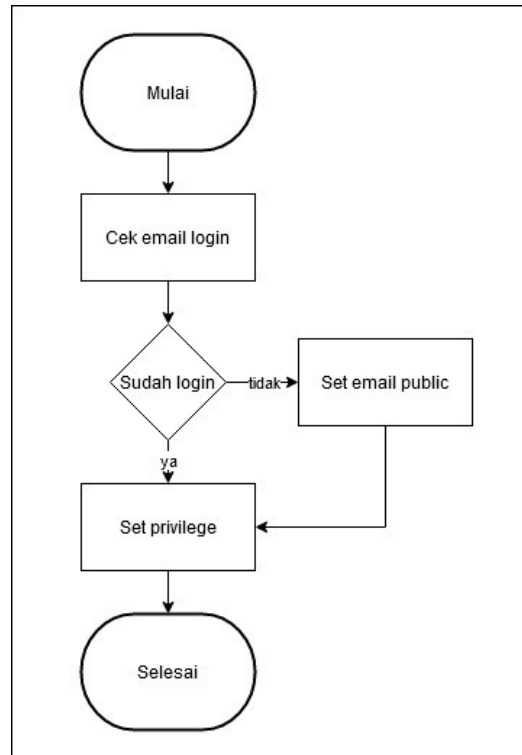 Mulai
Cek email login
Sudah login
tidak
Set email public
ya
Set privilege
Selesai